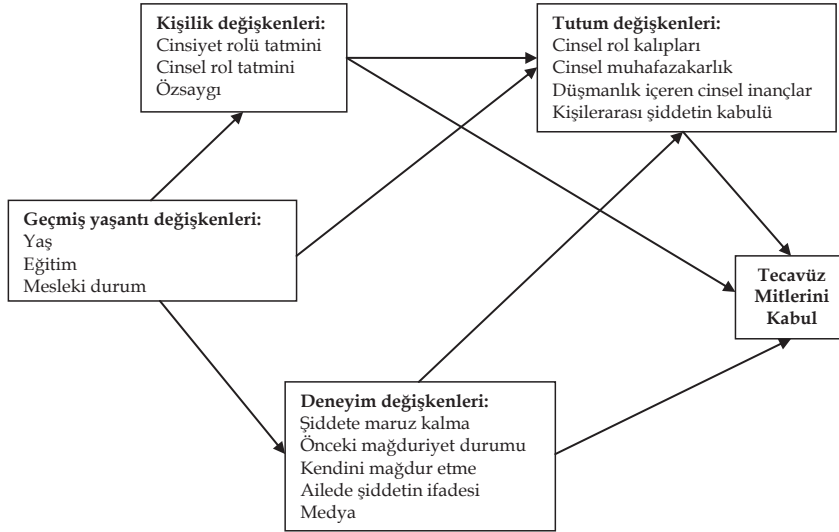 Kişilik değişkenleri:
Cinsiyet rolü tatmini
Cinsel rol tatmini
Özsaygı
Tutum değişkenleri:
Cinsel rol kalıpları
Cinsel muhafazakarlık
Düşmanlık içeren cinsel inançlar
Kişilerarası şiddetin kabulü
Geçmiş yaşantı değişkenleri:
Yaş
Eğitim
Mesleki durum
Tecavüz
Mitlerini
Kabul
Deneyim değişkenleri:
Şiddete maruz kalma
Önceki mağduriyet durumu
Kendini mağdur etme
Ailede şiddetin ifadesi
Medya